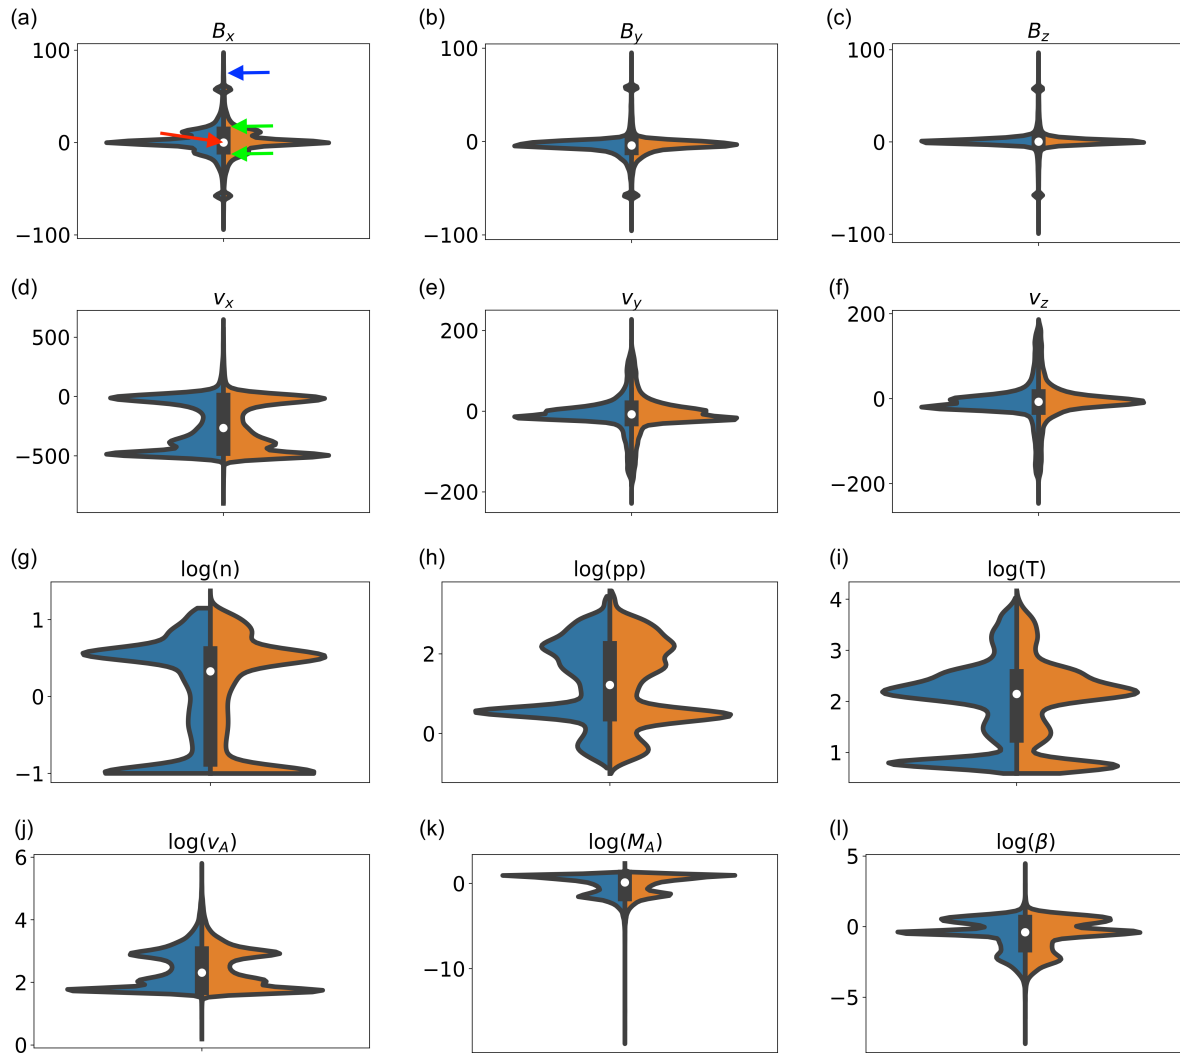 (a) (b) (c)
B_x B_y B_z
100 100 100
0 0 0
−100 −100 −100
(d) (e) (f)
v_x v_y v_z
500 200 200
0 0 0
−500 −200 −200
(g) (h) (i)
log(n) log(pp) log(T)
1 2 4
0 0 3
−1 2
1
(j) (k) (l)
log(v_A) log(M_A) log(β)
6 0 5
4 −10 0
2 −5
0